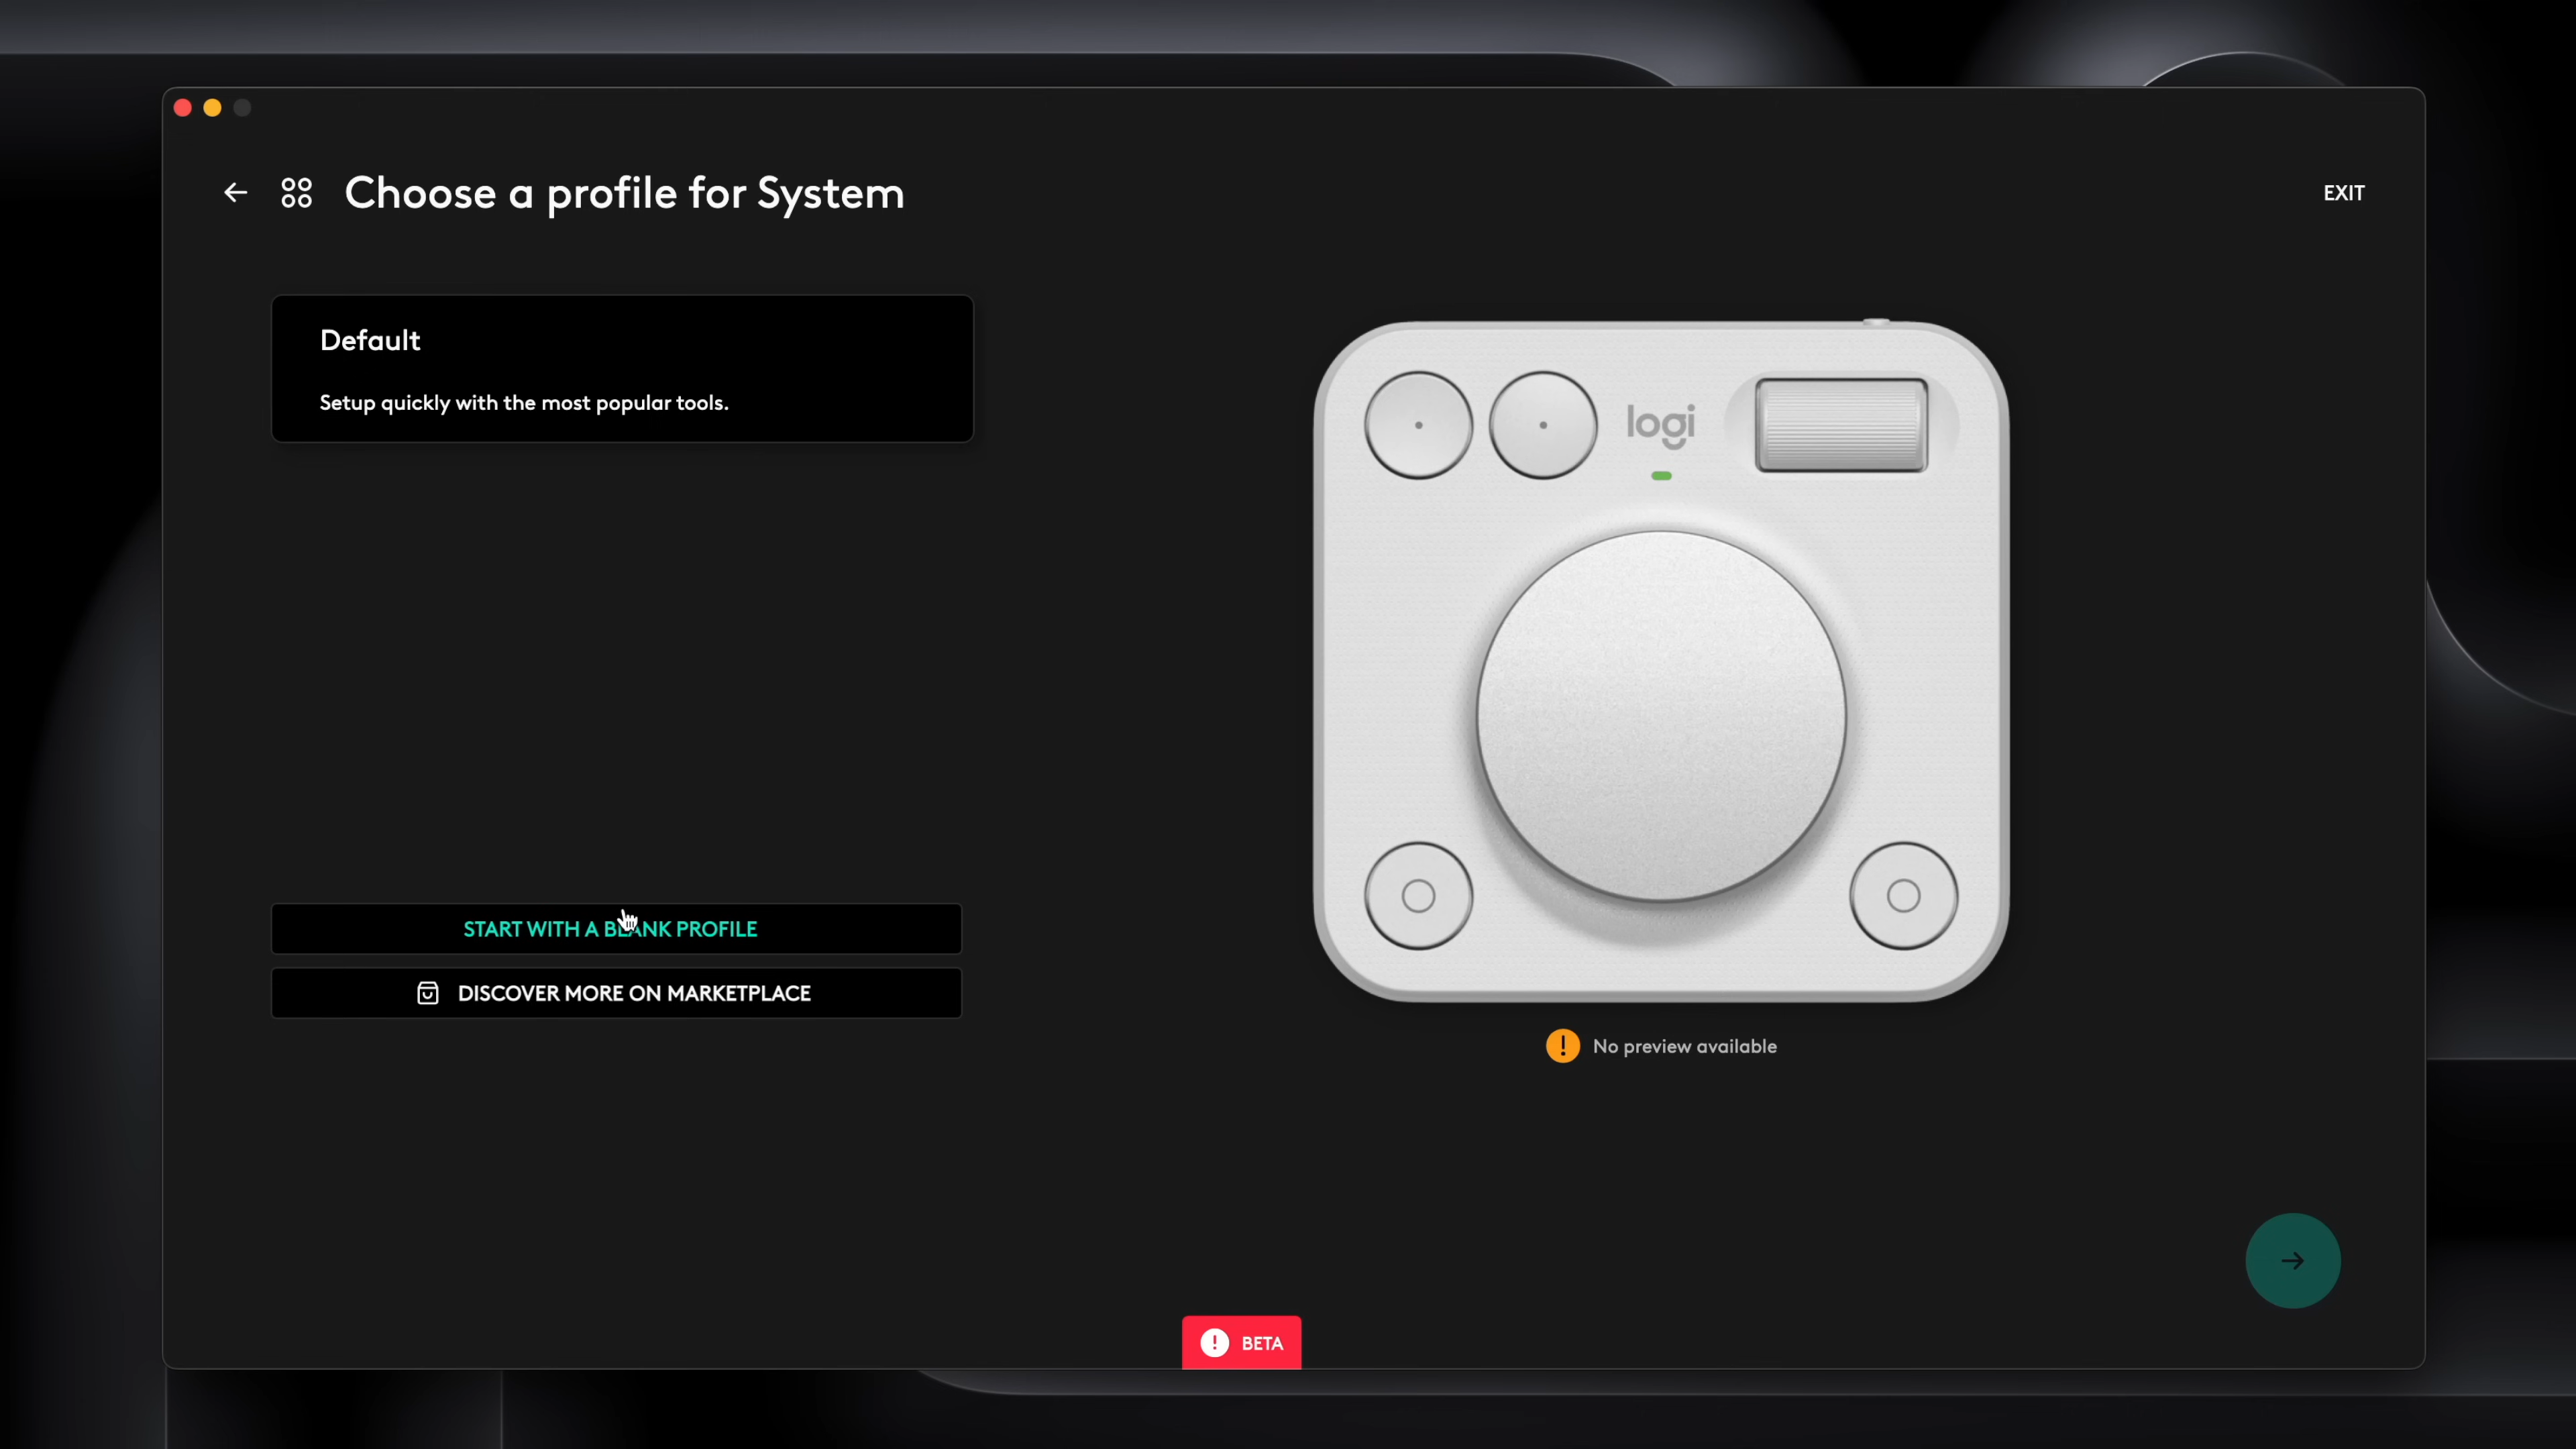 Choose a profile for System
EXIT
Default
Setup quickly with the most popular tools.
logi
START WITH A BLANK PROFILE
DISCOVER MORE ON MARKETPLACE
No preview available
BETA